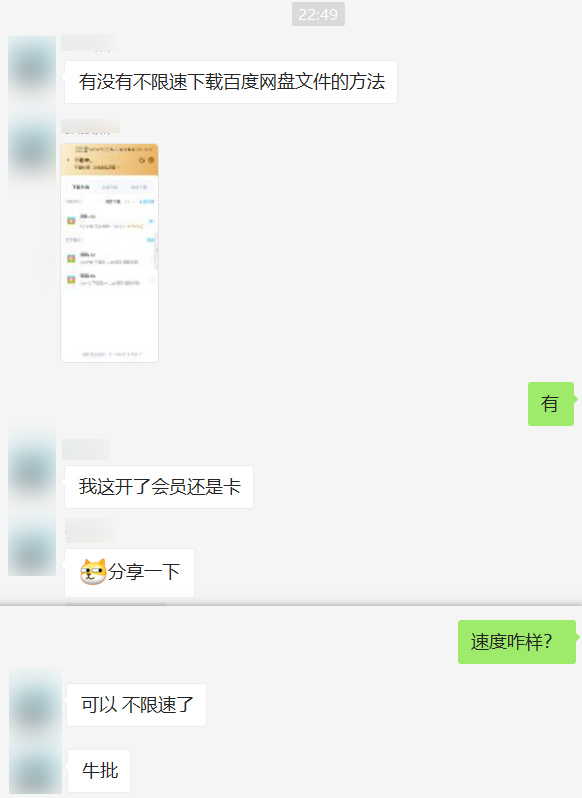 22:49
有没有不限速下载百度网盘文件的方法
有
我这开了会员还是卡
分享一下
速度咋样?
可以 不限速了
牛批